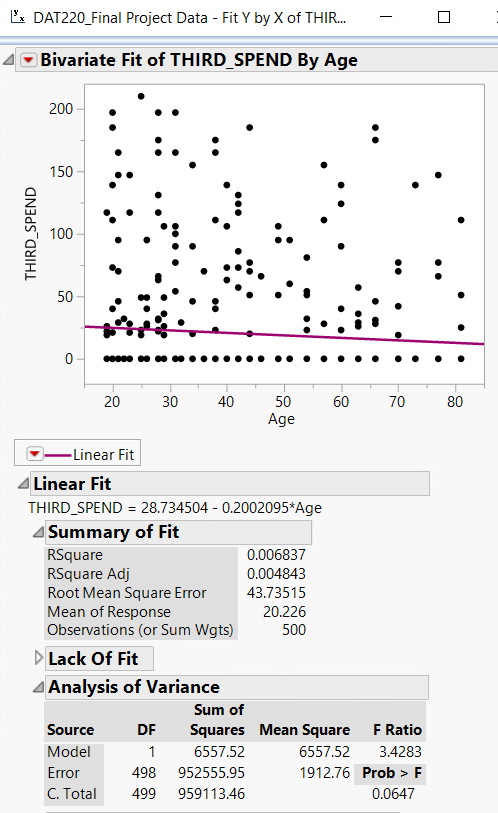 DAT220_Final Project Data - Fit Y by X of THIR...
Bivariate Fit of THIRD_SPEND By Age
200
150
100
50
0
THIRD_SPEND
20 30 40 50 60 70 80
Age
Linear Fit
Linear Fit
THIRD_SPEND = 28.734504 - 0.2002095*Age
Summary of Fit
RSquare 0.006837
RSquare Adj 0.004843
Root Mean Square Error 43.73515
Mean of Response 20.226
Observations (or Sum Wgts) 500
Lack Of Fit
Analysis of Variance
Sum of
Source DF Squares Mean Square F Ratio
Model 1 6557.52 6557.52 3.4283
Error 498 952555.95 1912.76 Prob > F
C. Total 499 959113.46 0.0647